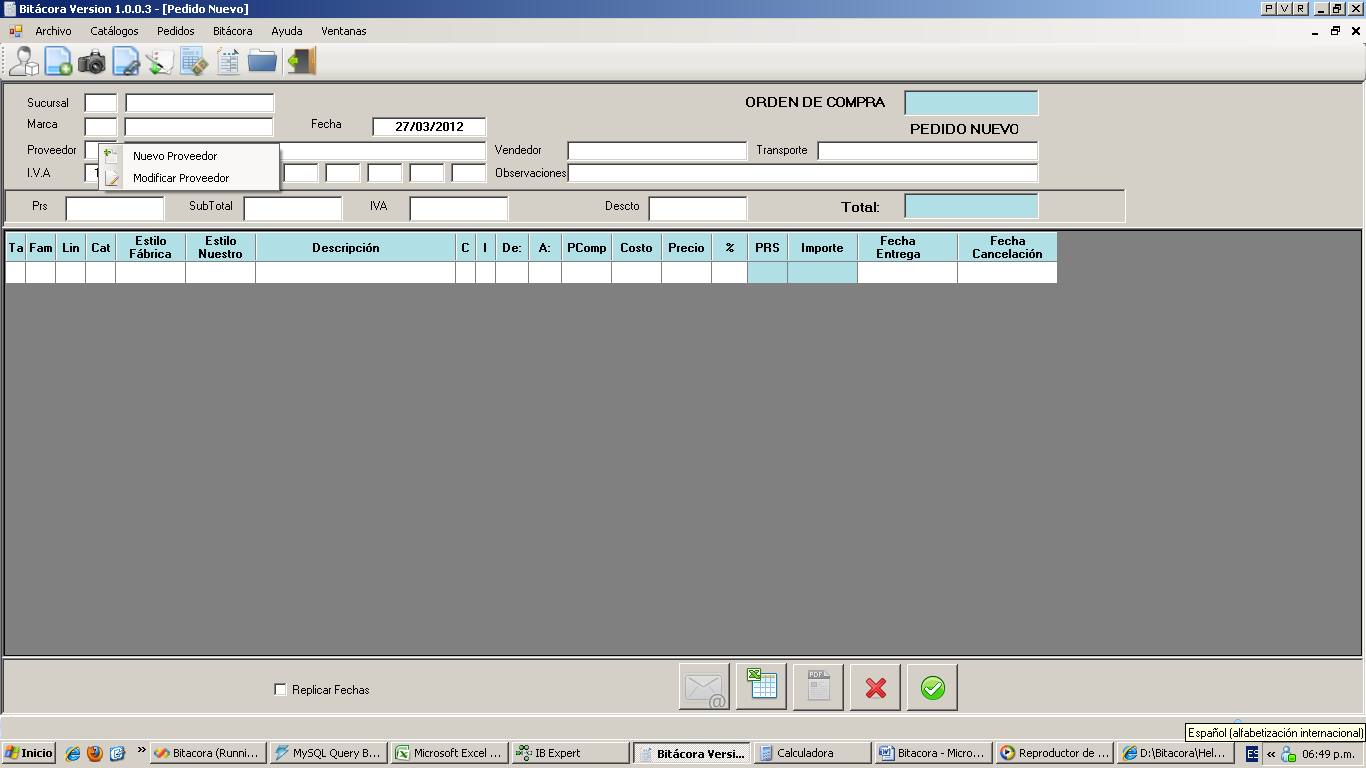 Bitácora Version 1.0.0.3 - [Pedido Nuevo]
P V R
Archivo Catálogos Pedidos Bitácora Ayuda Ventanas
Sucursal
ORDEN DE COMPRA
Marca
Fecha 27/03/2012
PEDIDO NUEVO
Proveedor
Vendedor
Transporte
Nuevo Proveedor
I.V.A 1
Observaciones
Modificar Proveedor
Prs SubTotal IVA Descto Total:
Ta Fam Lin Cat Estilo Fábrica Estilo Nuestro Descripción C I De: A: PComp Costo Precio % PRS Importe Fecha Entrega Fecha Cancelación
Replicar Fechas
@
PDF
Español (alfabetización internacional)
Inicio » Bitacora (Runni... MySQL Query B... Microsoft Excel ... IB Expert Bitácora Versi... Calculadora Bitacora - Micro... Reproductor de ... D:\Bitacora\Hel... ES « 06:49 p.m.